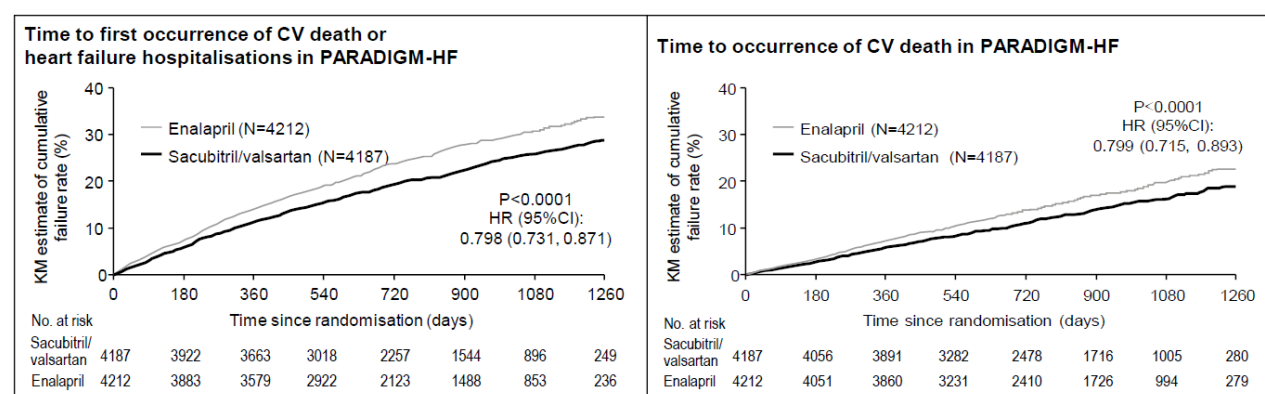 Time to first occurrence of CV death or
heart failure hospitalisations in PARADIGM-HF
KM estimate of cumulative
failure rate (%)
40
30
20
10
0
Enalapril (N=4212)
Sacubitril/valsartan (N=4187)
P<0.0001
HR (95%CI):
0.798 (0.731, 0.871)
0 180 360 540 720 900 1080 1260
Time since randomisation (days)
No. at risk
Sacubitril/
valsartan 4187 3922 3663 3018 2257 1544 896 249
Enalapril 4212 3883 3579 2922 2123 1488 853 236
Time to occurrence of CV death in PARADIGM-HF
KM estimate of cumulative
failure rate (%)
40
30
20
10
0
Enalapril (N=4212)
Sacubitril/valsartan (N=4187)
P<0.0001
HR (95%CI):
0.799 (0.715, 0.893)
0 180 360 540 720 900 1080 1260
Time since randomisation (days)
No. at risk
Sacubitril/
valsartan 4187 4056 3891 3282 2478 1716 1005 280
Enalapril 4212 4051 3860 3231 2410 1726 994 279